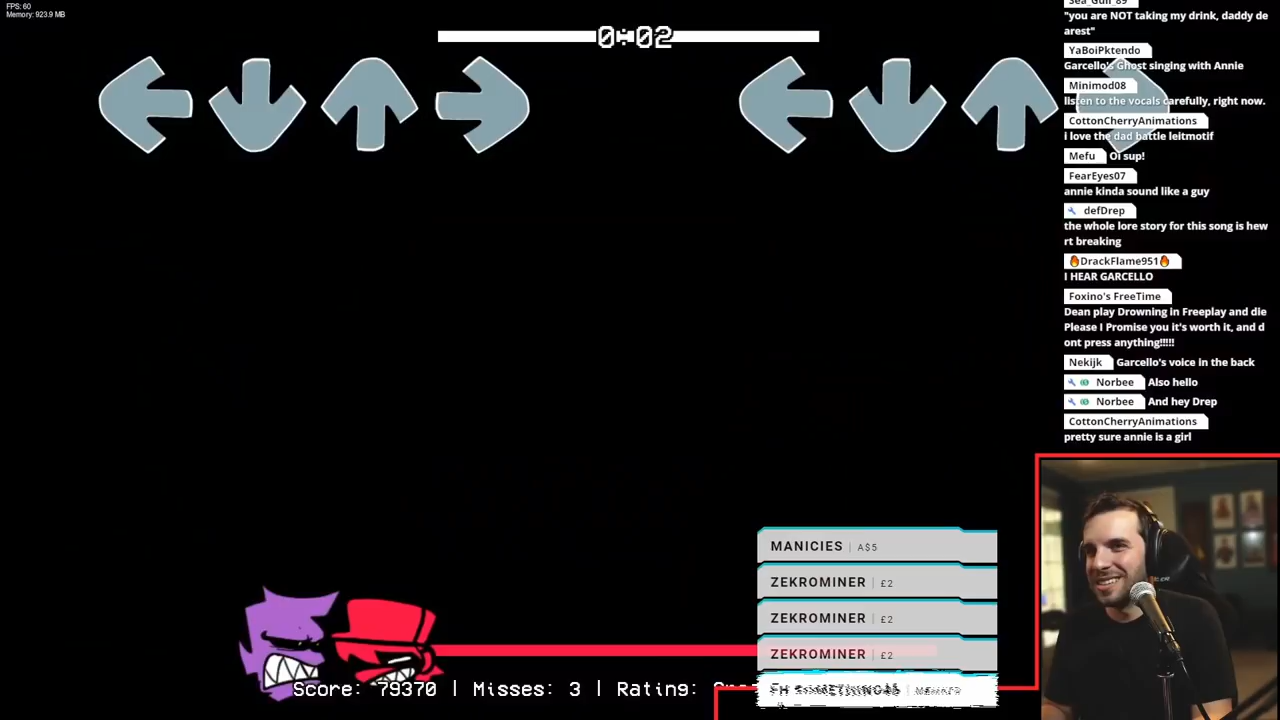 FPS: 60
Memory: 923.9 MB
0:02
Sea_Gull_89
"you are NOT taking my drink, daddy de
arest"
YaBoiPktendo
Garcello's Ghost singing with Annie
Minimod08
listen to the vocals carefully, right now.
CottonCherryAnimations
i love the dad battle leitmotif
Mefu Oi sup!
FearEyes07
annie kinda sound like a guy
defDrep
the whole lore story for this song is hew
rt breaking
🔥DrackFlame951🔥
I HEAR GARCELLO
Foxino's FreeTime
Dean play Drowning in Freeplay and die
Please I Promise you it's worth it, and d
ont press anything!!!!!
Nekijk Garcello's voice in the back
Norbee Also hello
Norbee And hey Drep
CottonCherryAnimations
pretty sure annie is a girl
MANICIES | A$5
ZEKROMINER | £2
ZEKROMINER | £2
ZEKROMINER | £2
Score: 79370 | Misses: 3 | Rating: